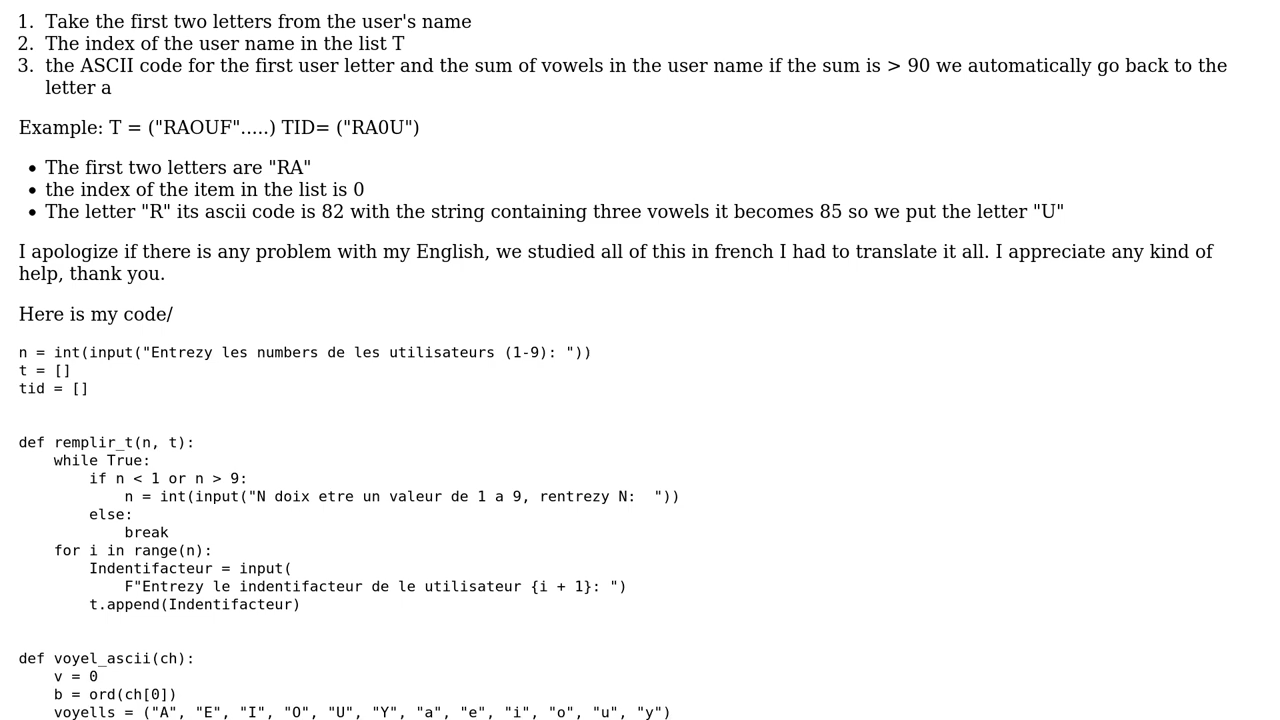 1. Take the first two letters from the user's name
2. The index of the user name in the list T
3. the ASCII code for the first user letter and the sum of vowels in the user name if the sum is > 90 we automatically go back to the
letter a
Example: T = ("RAOUF".....) TID= ("RA0U")
• The first two letters are "RA"
• the index of the item in the list is 0
• The letter "R" its ascii code is 82 with the string containing three vowels it becomes 85 so we put the letter "U"
I apologize if there is any problem with my English, we studied all of this in french I had to translate it all. I appreciate any kind of
help, thank you.
Here is my code/
n = int(input("Entrezy les numbers de les utilisateurs (1-9): "))
t = []
tid = []
def remplir_t(n, t):
    while True:
        if n < 1 or n > 9:
            n = int(input("N doix etre un valeur de 1 a 9, rentrezy N:  "))
        else:
            break
    for i in range(n):
        Indentifacteur = input(
            F"Entrezy le indentifacteur de le utilisateur {i + 1}: ")
        t.append(Indentifacteur)
def voyel_ascii(ch):
    v = 0
    b = ord(ch[0])
    voyells = ("A", "E", "I", "O", "U", "Y", "a", "e", "i", "o", "u", "y")